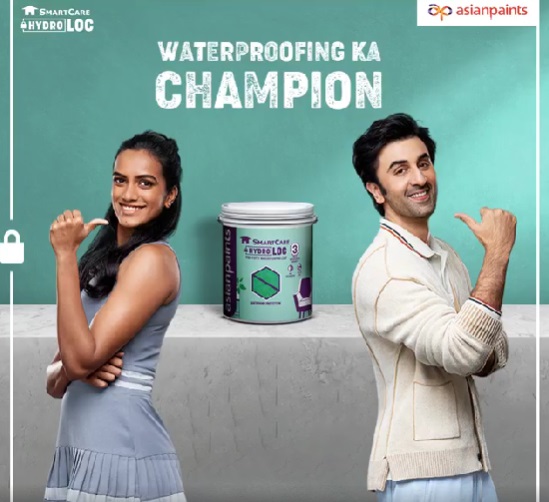 SMARTCARE
HYDROLOC
asianpaints
WATERPROOFING KA
CHAMPION
asianpaints
SMARTCARE
HYDROLOC
3